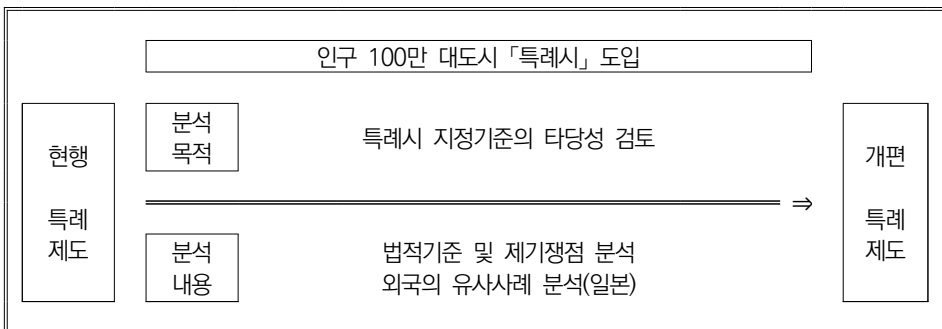 인구 100만 대도시 「특례시」 도입
현행
특례
제도
분석
목적
특례시 지정기준의 타당성 검토
⇒
분석
내용
법적기준 및 제기쟁점 분석
외국의 유사사례 분석(일본)
개편
특례
제도